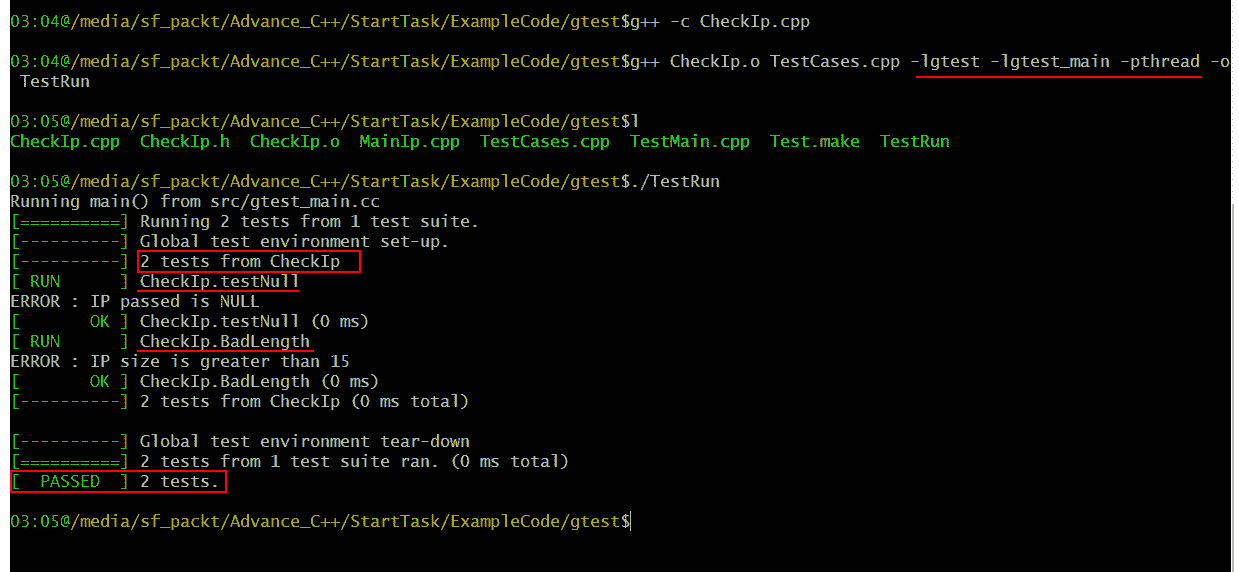 03:04@/media/sf_packt/Advance_C++/StartTask/ExampleCode/gtest$g++ -c CheckIp.cpp
03:04@/media/sf_packt/Advance_C++/StartTask/ExampleCode/gtest$g++ CheckIp.o TestCases.cpp -lgtest -lgtest_main -pthread -o
TestRun
03:05@/media/sf_packt/Advance_C++/StartTask/ExampleCode/gtest$l
CheckIp.cpp  CheckIp.h  CheckIp.o  MainIp.cpp  TestCases.cpp  TestMain.cpp  Test.make  TestRun
03:05@/media/sf_packt/Advance_C++/StartTask/ExampleCode/gtest$./TestRun
Running main() from src/gtest_main.cc
[==========] Running 2 tests from 1 test suite.
[----------] Global test environment set-up.
[----------] 2 tests from CheckIp
[ RUN      ] CheckIp.testNull
ERROR : IP passed is NULL
[       OK ] CheckIp.testNull (0 ms)
[ RUN      ] CheckIp.BadLength
ERROR : IP size is greater than 15
[       OK ] CheckIp.BadLength (0 ms)
[----------] 2 tests from CheckIp (0 ms total)
[----------] Global test environment tear-down
[==========] 2 tests from 1 test suite ran. (0 ms total)
[  PASSED  ] 2 tests.
03:05@/media/sf_packt/Advance_C++/StartTask/ExampleCode/gtest$